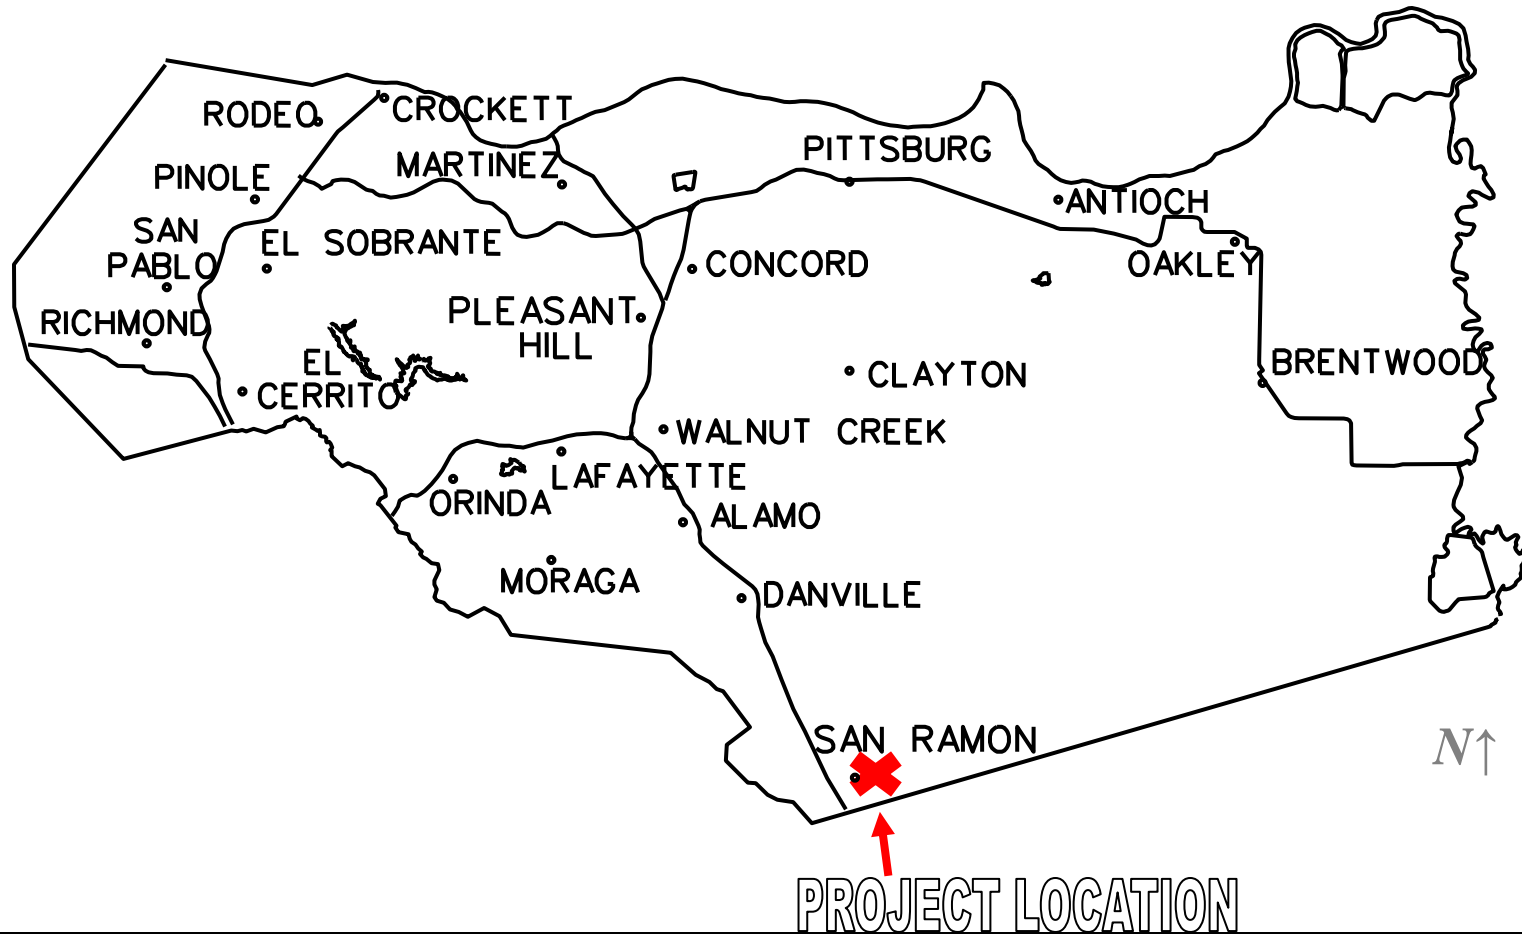 RODEO
CROCKETT
PITTSBURG
MARTINEZ
PINOLE
ANTIOCH
SAN
PABLO
EL SOBRANTE
CONCORD
OAKLEY
RICHMOND
PLEASANT
HILL
EL
CERRITO
CLAYTON
BRENTWOOD
WALNUT CREEK
LAFAYETTE
ORINDA
ALAMO
MORAGA
DANVILLE
SAN RAMON
N↑
PROJECT LOCATION